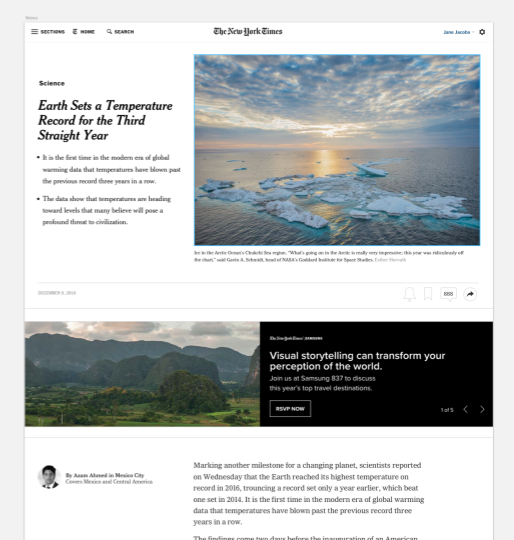 SECTIONS HOME SEARCH The New York Times Jane Jacobs
Science
Earth Sets a Temperature
Record for the Third
Straight Year
• It is the first time in the modern era of global
warming data that temperatures have blown past
the previous record three years in a row.
• The data show that temperatures are heading
toward levels that many believe will pose a
profound threat to civilization.
Ice in the Arctic Ocean's Chukchi Sea region. "What's going on in the Arctic is really very impressive; this year was ridiculously off
the chart," said Gavin A. Schmidt, head of NASA's Goddard Institute for Space Studies. Esther Horvath
888
The New York Times | SAMSUNG
Visual storytelling can transform your
perception of the world.
Join us at Samsung 837 to discuss
this year's top travel destinations.
RSVP NOW
1 of 5
By Azam Ahmed in Mexico City
Covers Mexico and Central America
Marking another milestone for a changing planet, scientists reported
on Wednesday that the Earth reached its highest temperature on
record in 2016, trouncing a record set only a year earlier, which beat
one set in 2014. It is the first time in the modern era of global warming
data that temperatures have blown past the previous record three
years in a row.
The findings come two days before the inauguration of an American